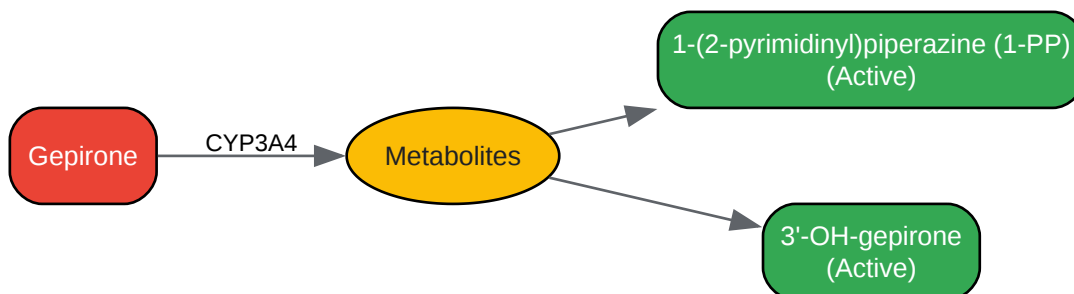 1-(2-pyrimidinyl)piperazine (1-PP)
(Active)
Gepirone
CYP3A4
Metabolites
3'-OH-gepirone
(Active)